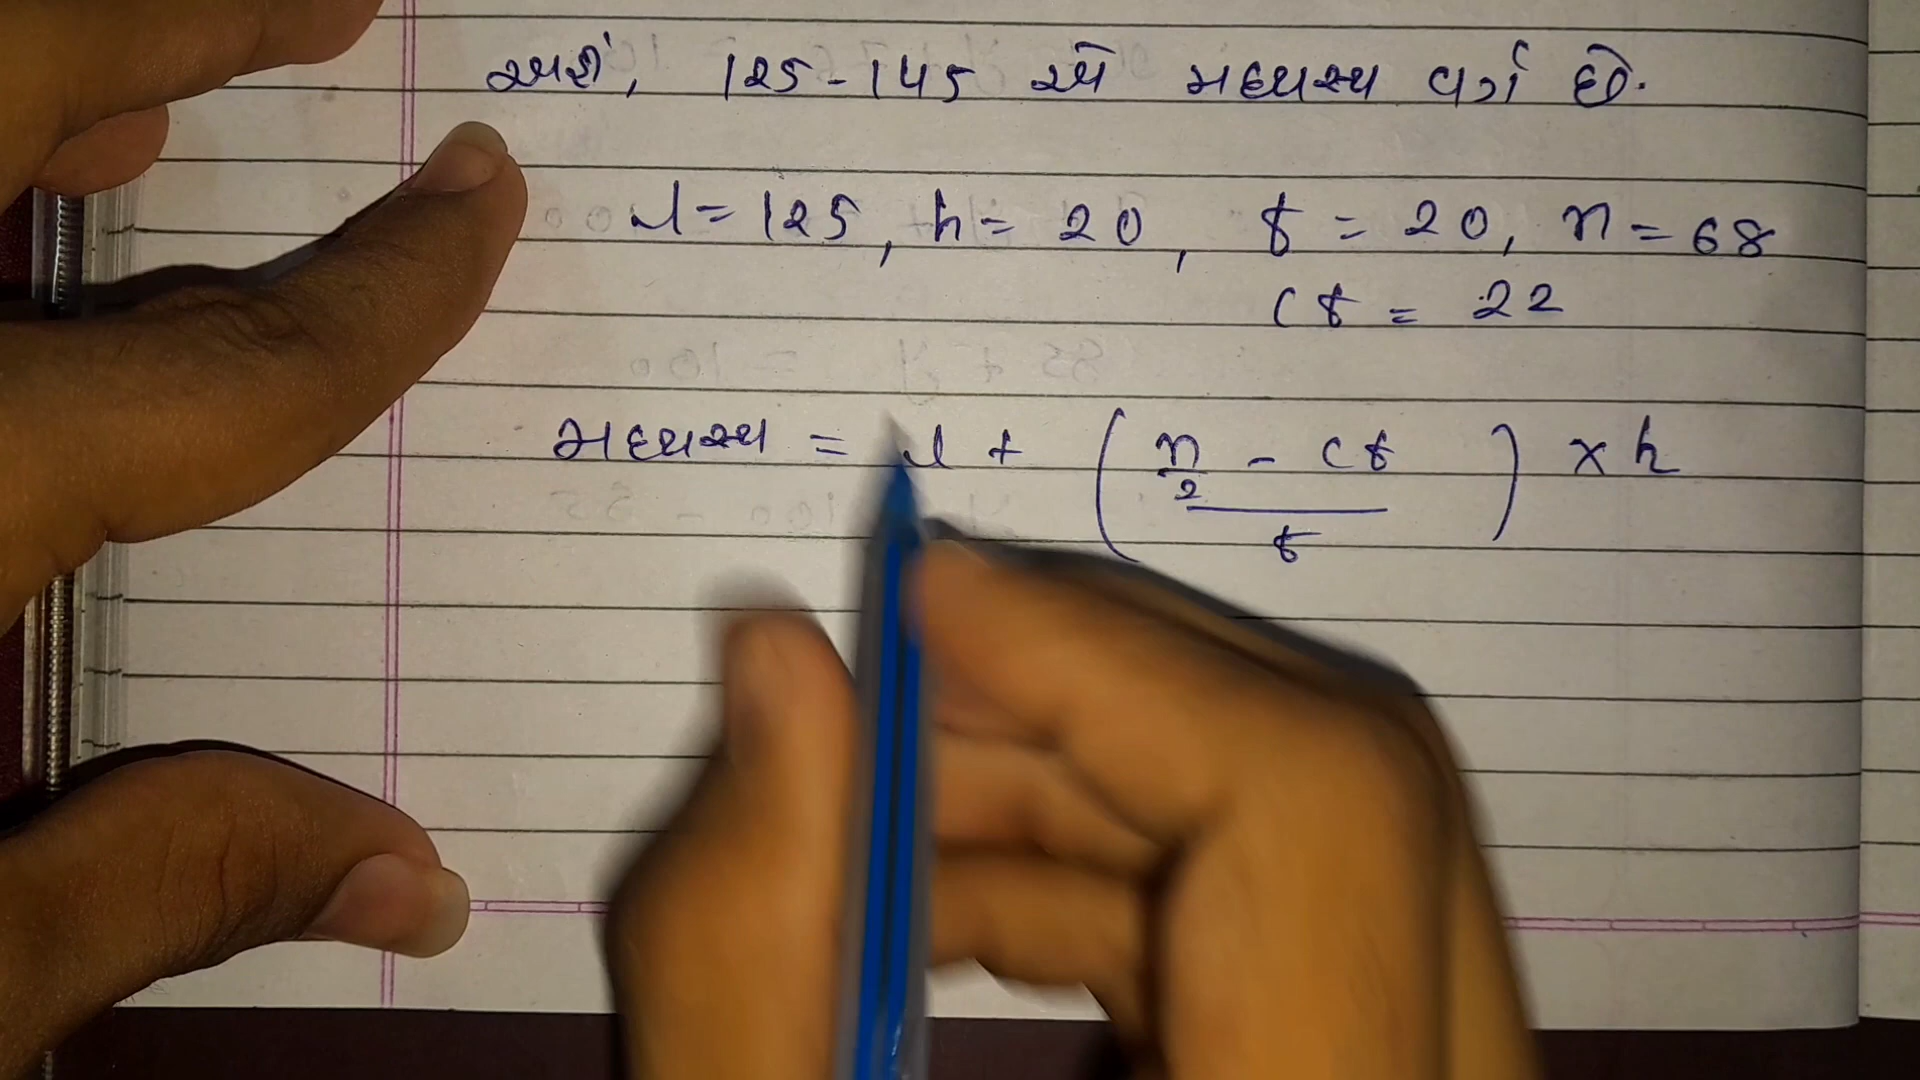 અહીં, 125-145 એ મધ્યસ્થ વર્ગ છે.
l = 125, h = 20, f = 20, n = 68
cf = 22
મધ્યસ્થ = l + ( (n/2 - cf) / f ) × h